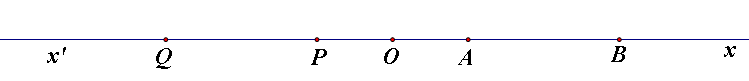 x' Q P O A B x